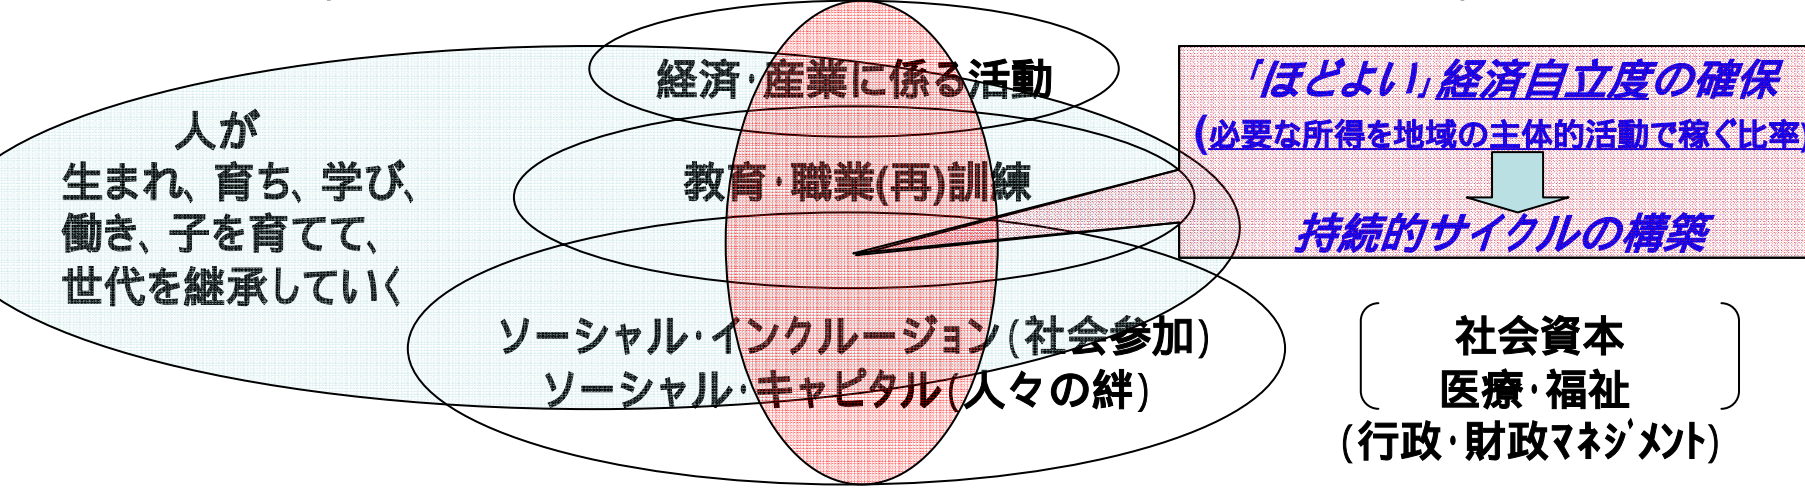 経済・産業に係る活動
人が
生まれ、育ち、学び、
働き、子を育てて、
世代を継承していく
教育・職業(再)訓練
ソーシャル・インクルージョン(社会参加)
ソーシャル・キャピタル(人々の絆)
「ほどよい」経済自立度の確保
(必要な所得を地域の主体的活動で稼ぐ比率)
持続的サイクルの構築
社会資本
医療・福祉
(行政・財政マネジメント)